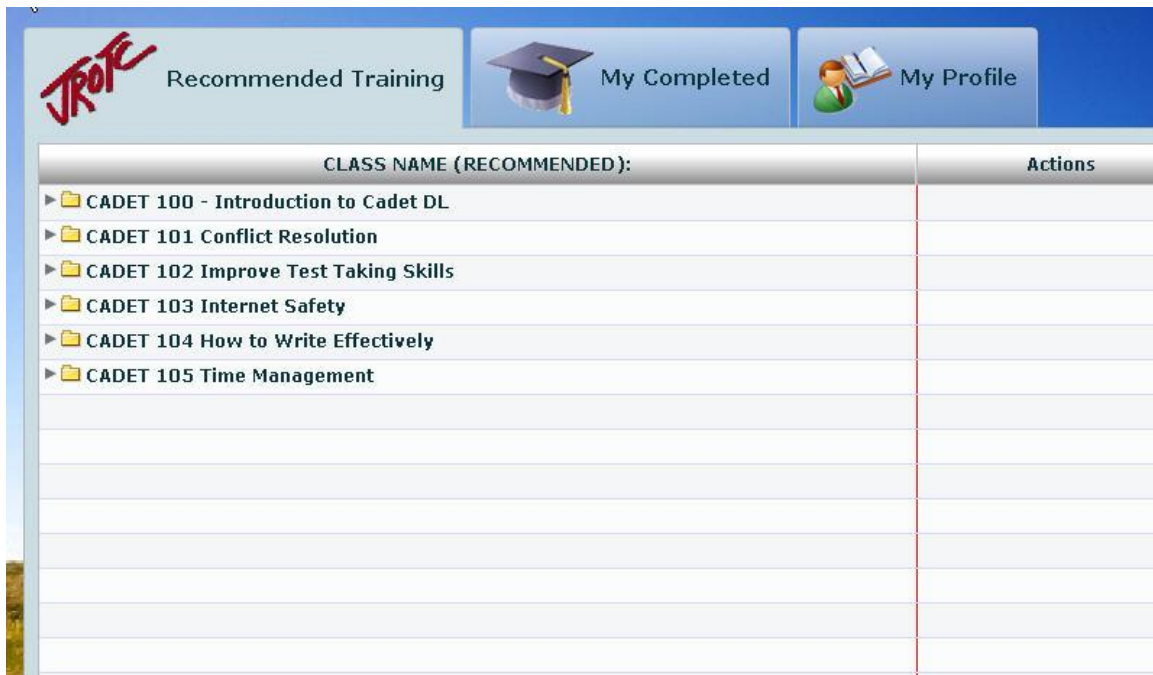 JROTC
Recommended Training
My Completed
My Profile
CLASS NAME (RECOMMENDED):
Actions
CADET 100 - Introduction to Cadet DL
CADET 101 Conflict Resolution
CADET 102 Improve Test Taking Skills
CADET 103 Internet Safety
CADET 104 How to Write Effectively
CADET 105 Time Management